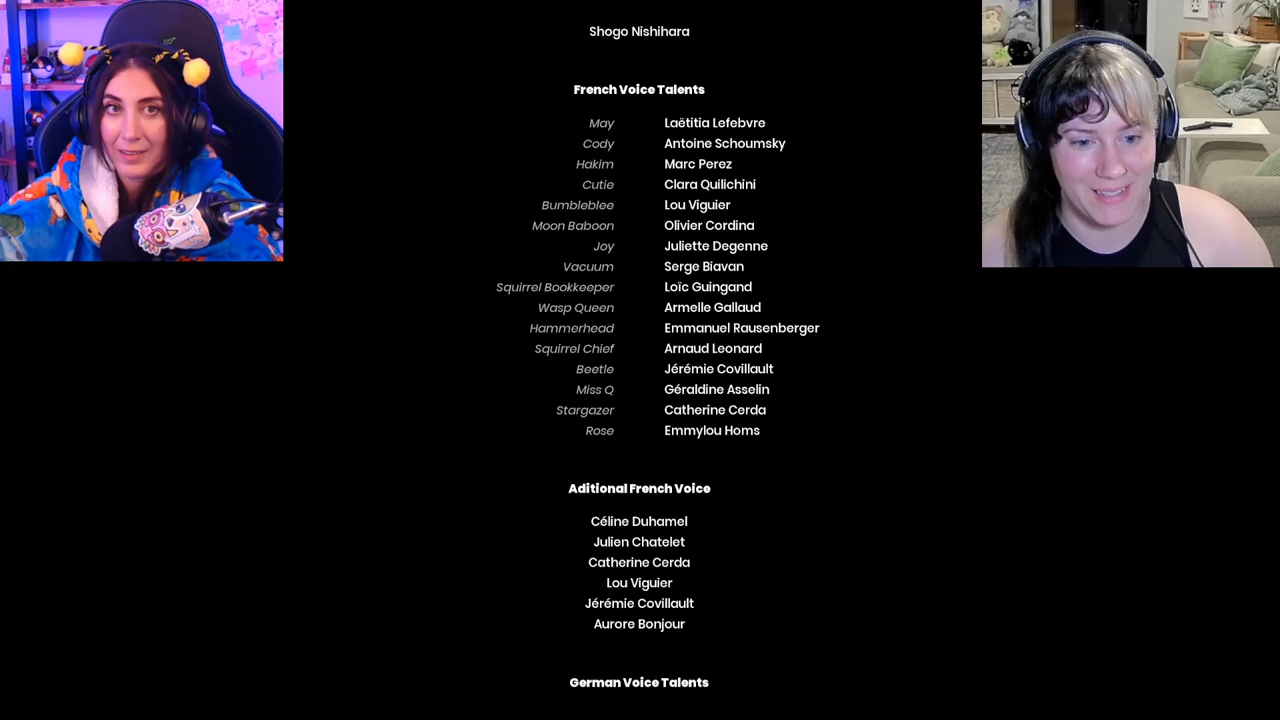 Shogo Nishihara
French Voice Talents
May Laëtitia Lefebvre
Cody Antoine Schoumsky
Hakim Marc Perez
Cutie Clara Quilichini
Bumbleblee Lou Viguier
Moon Baboon Olivier Cordina
Joy Juliette Degenne
Vacuum Serge Biavan
Squirrel Bookkeeper Loïc Guingand
Wasp Queen Armelle Gallaud
Hammerhead Emmanuel Rausenberger
Squirrel Chief Arnaud Leonard
Beetle Jérémie Covillault
Miss Q Géraldine Asselin
Stargazer Catherine Cerda
Rose Emmylou Homs
Aditional French Voice
Céline Duhamel
Julien Chatelet
Catherine Cerda
Lou Viguier
Jérémie Covillault
Aurore Bonjour
German Voice Talents